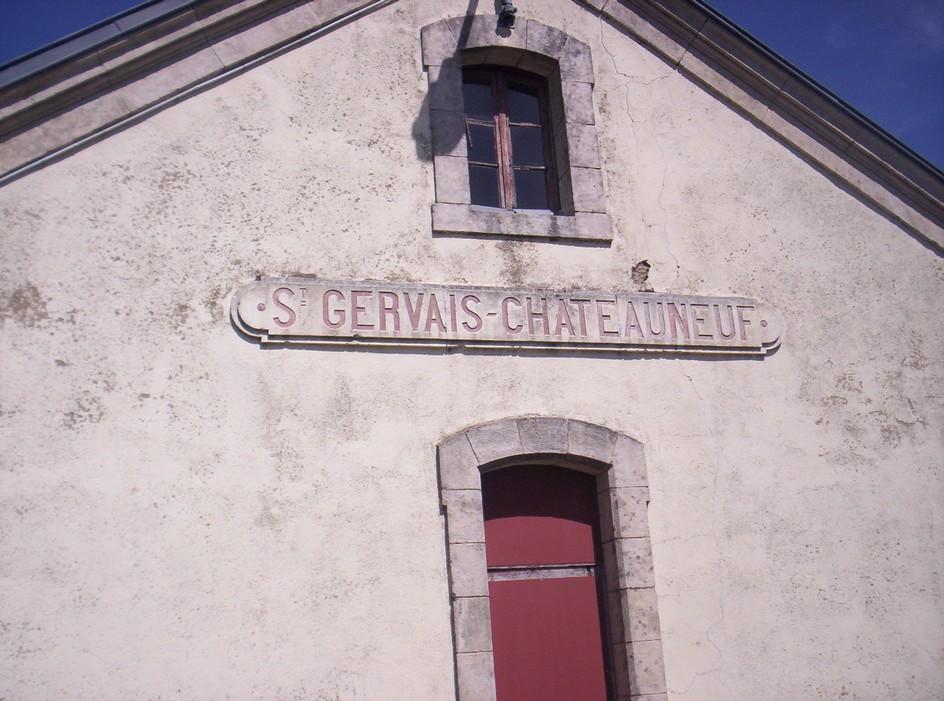 · ST GERVAIS-CHATEAUNEUF ·